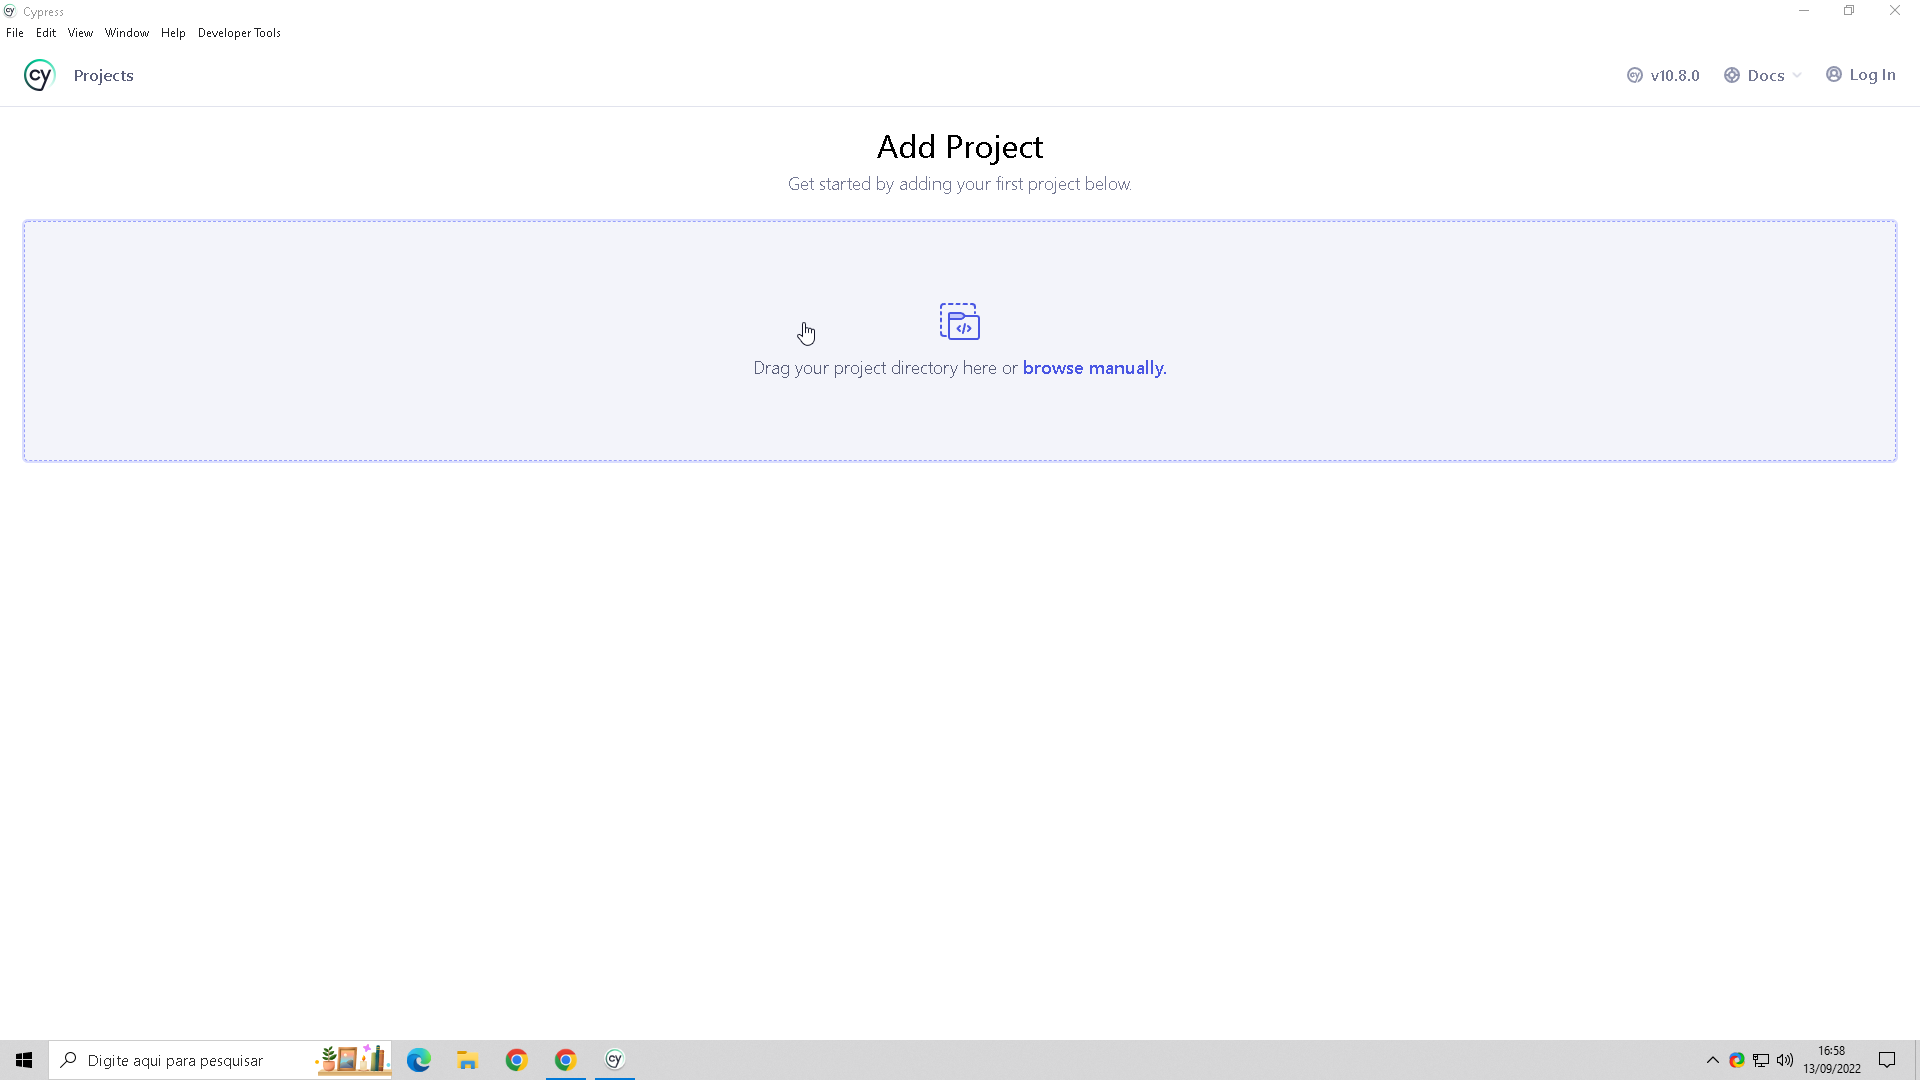 Cypress
File Edit View Window Help Developer Tools
cy Projects v10.8.0 Docs Log In
Add Project
Get started by adding your first project below.
Drag your project directory here or browse manually.
Digite aqui para pesquisar
16:58
13/09/2022